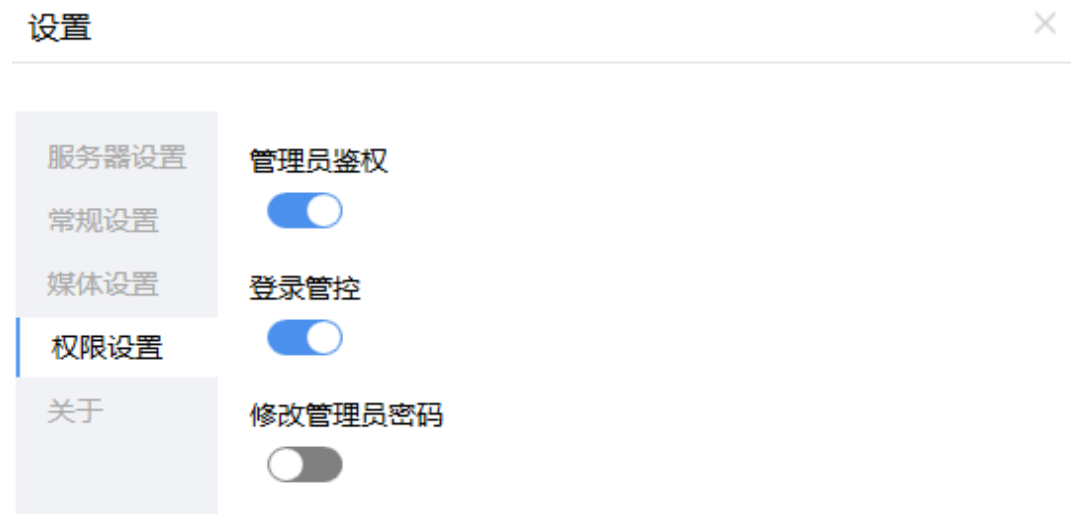 设置
服务器设置
常规设置
媒体设置
权限设置
关于
管理员鉴权
登录管控
修改管理员密码